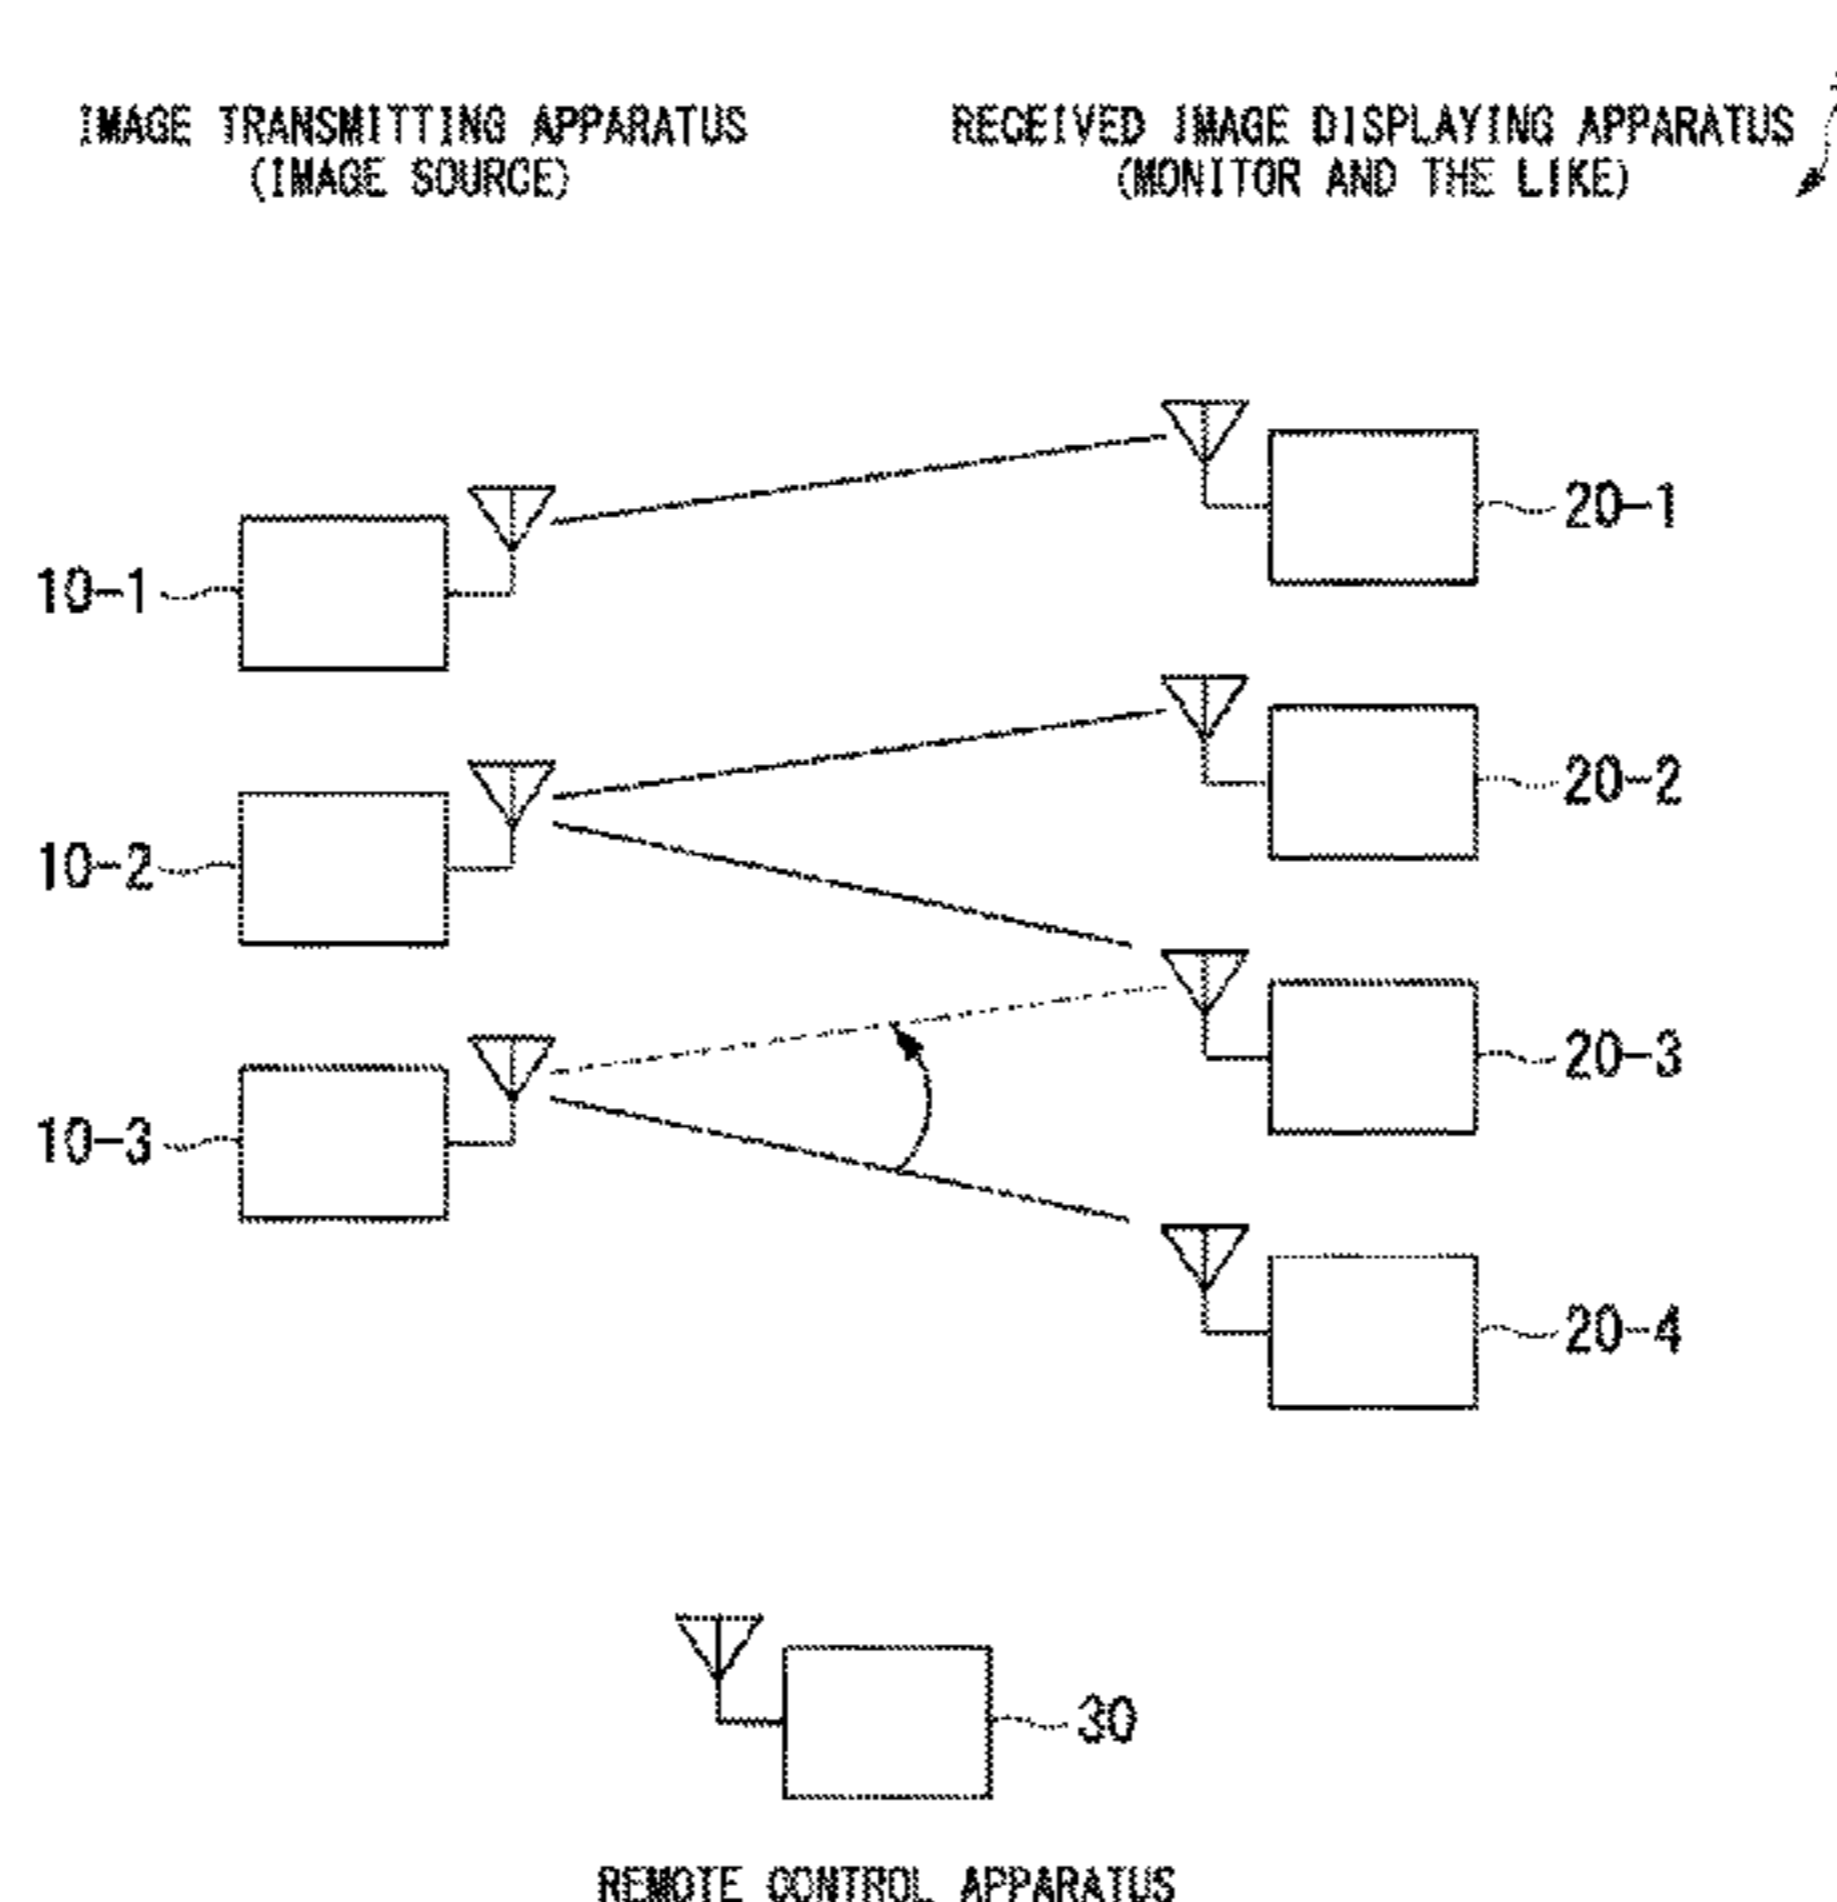 IMAGE TRANSMITTING APPARATUS
(IMAGE SOURCE)
RECEIVED IMAGE DISPLAYING APPARATUS
(MONITOR AND THE LIKE)
20-1
10-1
20-2
10-2
20-3
10-3
20-4
30
REMOTE CONTROL APPARATUS